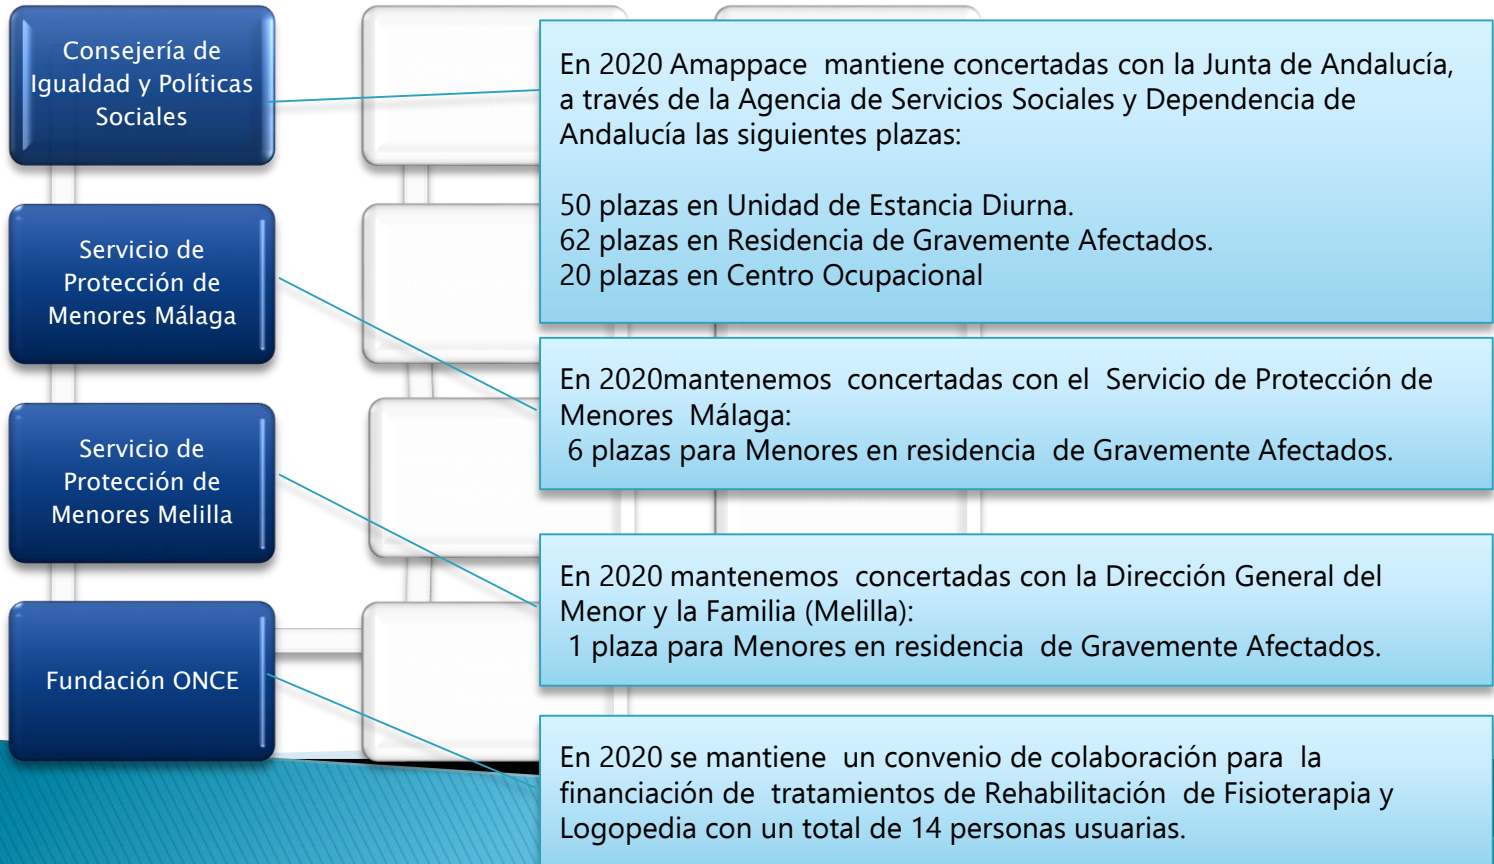 Consejería de
Igualdad y Políticas
Sociales
En 2020 Amappace mantiene concertadas con la Junta de Andalucía,
a través de la Agencia de Servicios Sociales y Dependencia de
Andalucía las siguientes plazas:
50 plazas en Unidad de Estancia Diurna.
62 plazas en Residencia de Gravemente Afectados.
20 plazas en Centro Ocupacional
Servicio de
Protección de
Menores Málaga
En 2020mantenemos concertadas con el Servicio de Protección de
Menores Málaga:
6 plazas para Menores en residencia de Gravemente Afectados.
Servicio de
Protección de
Menores Melilla
En 2020 mantenemos concertadas con la Dirección General del
Menor y la Familia (Melilla):
1 plaza para Menores en residencia de Gravemente Afectados.
Fundación ONCE
En 2020 se mantiene un convenio de colaboración para la
financiación de tratamientos de Rehabilitación de Fisioterapia y
Logopedia con un total de 14 personas usuarias.